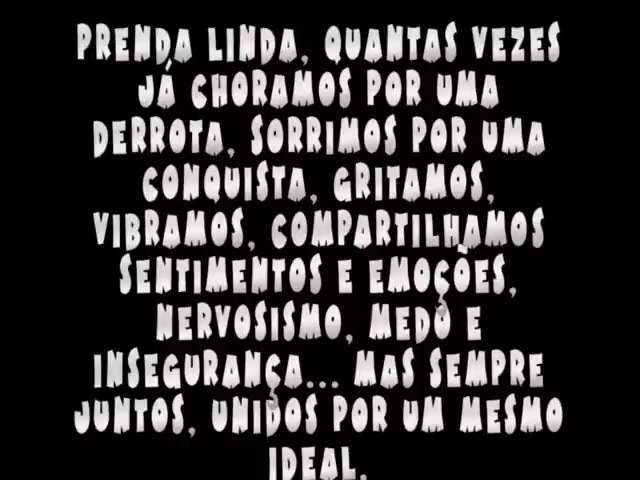 PRENDA LINDA, QUANTAS VEZES
JÁ CHORAMOS POR UMA
DERROTA, SORRIMOS POR UMA
CONQUISTA, GRITAMOS,
VIBRAMOS, COMPARTILHAMOS
SENTIMENTOS E EMOÇÕES,
NERVOSISMO, MEDO E
INSEGURANÇA... MAS SEMPRE
JUNTOS, UNIDOS POR UM MESMO
IDEAL.